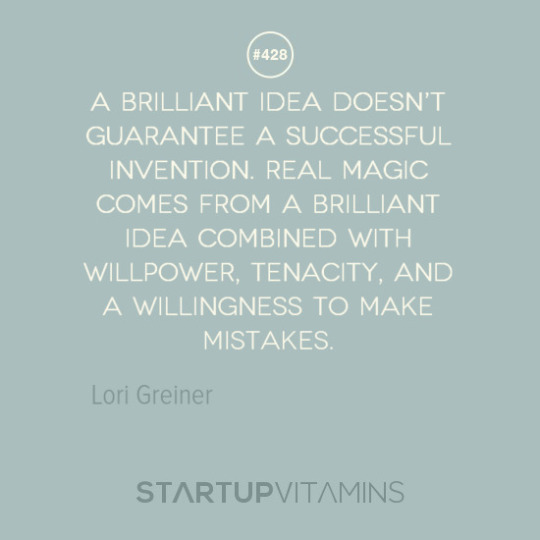 #428
A BRILLIANT IDEA DOESN'T
GUARANTEE A SUCCESSFUL
INVENTION. REAL MAGIC
COMES FROM A BRILLIANT
IDEA COMBINED WITH
WILLPOWER, TENACITY, AND
A WILLINGNESS TO MAKE
MISTAKES.
Lori Greiner
STARTUPVITAMINS